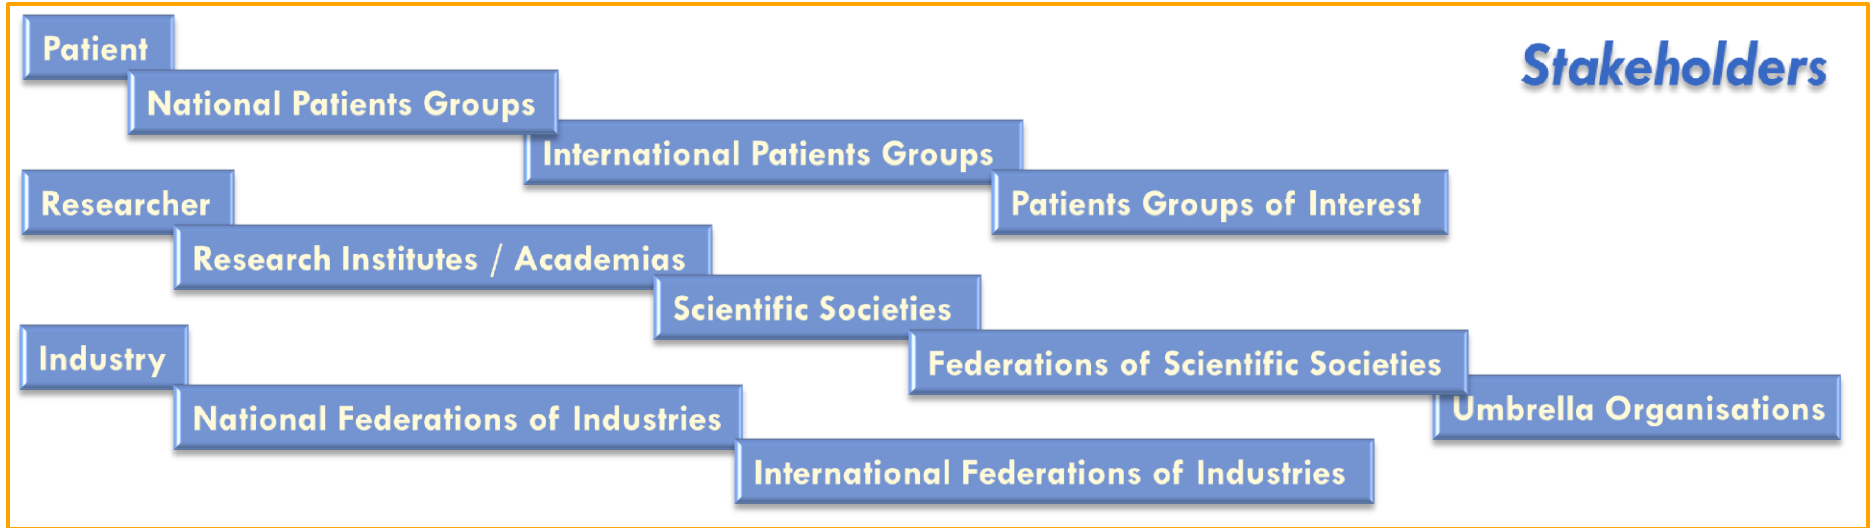 Stakeholders
Patient
National Patients Groups
International Patients Groups
Patients Groups of Interest
Researcher
Research Institutes / Academias
Scientific Societies
Federations of Scientific Societies
Umbrella Organisations
Industry
National Federations of Industries
International Federations of Industries